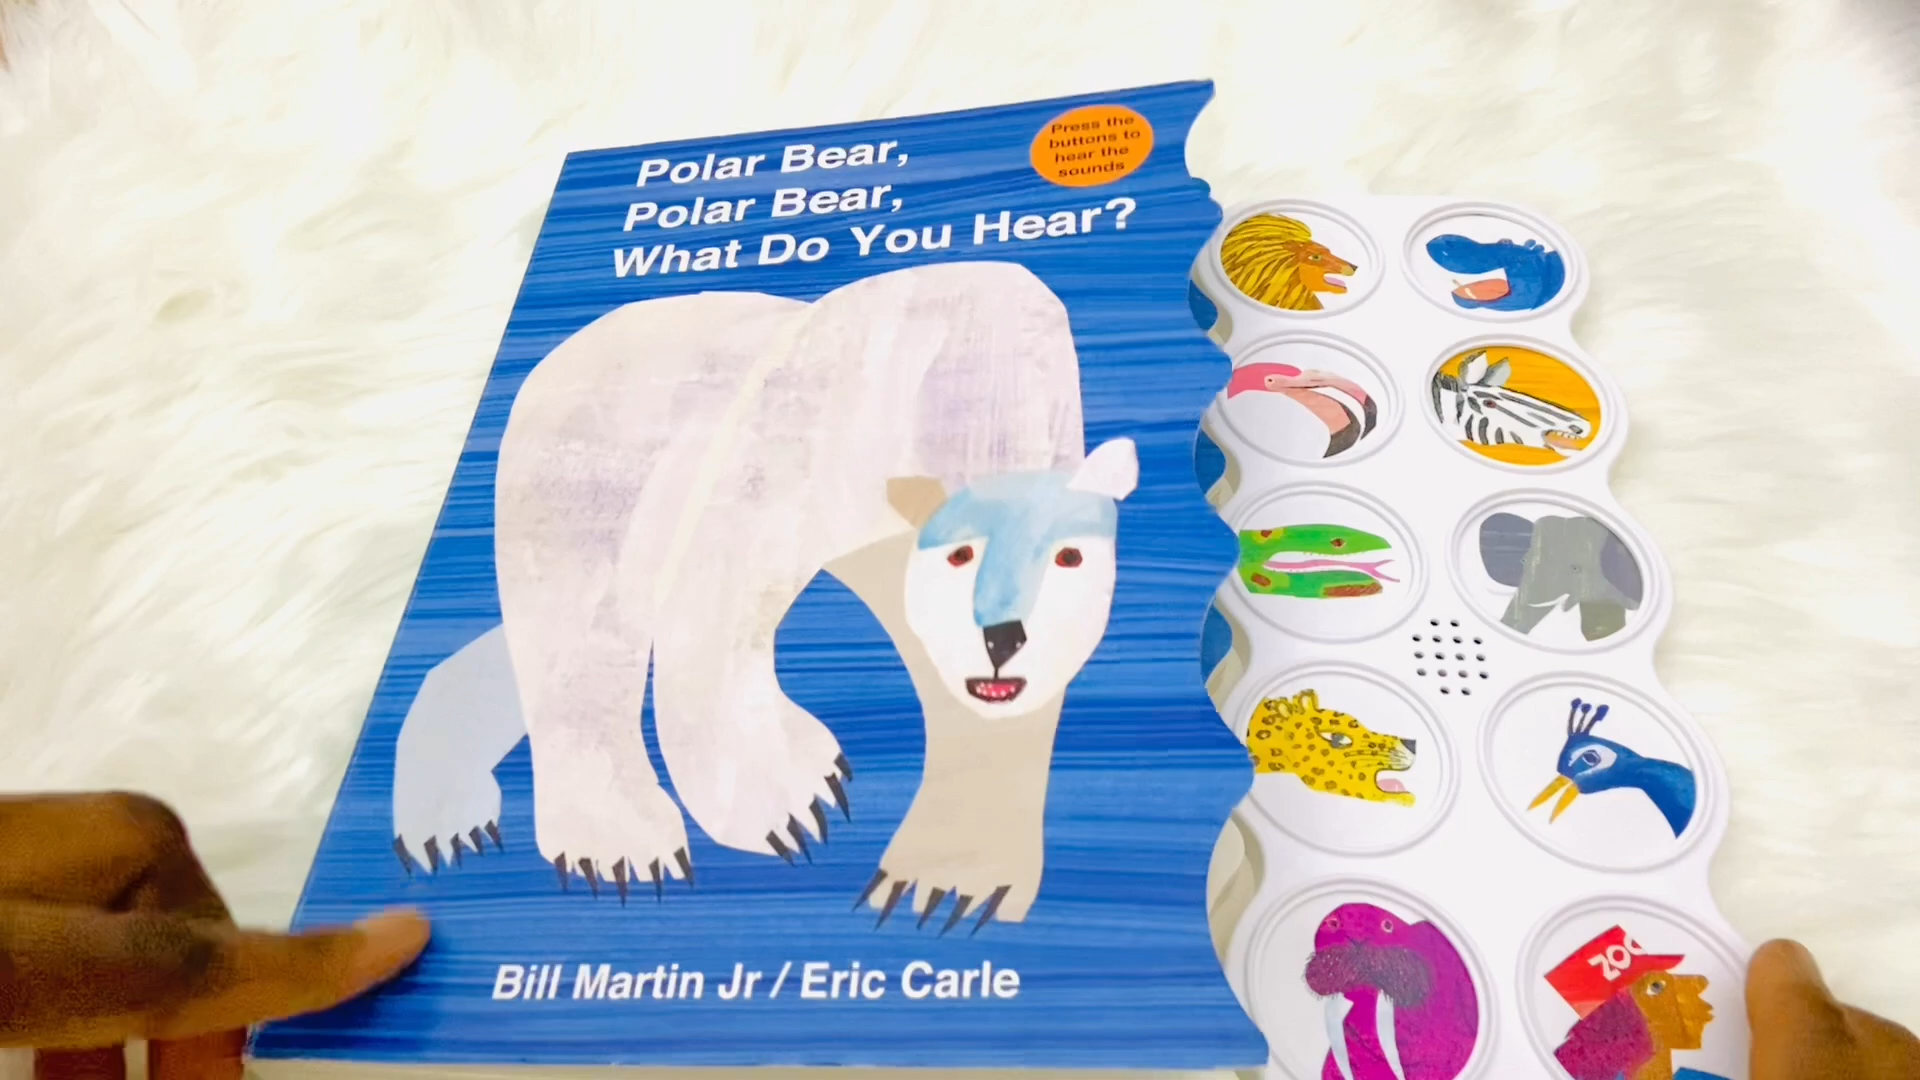 Polar Bear,
Polar Bear,
What Do You Hear?
Press the
buttons to
hear the
sounds
Bill Martin Jr / Eric Carle
ZOO